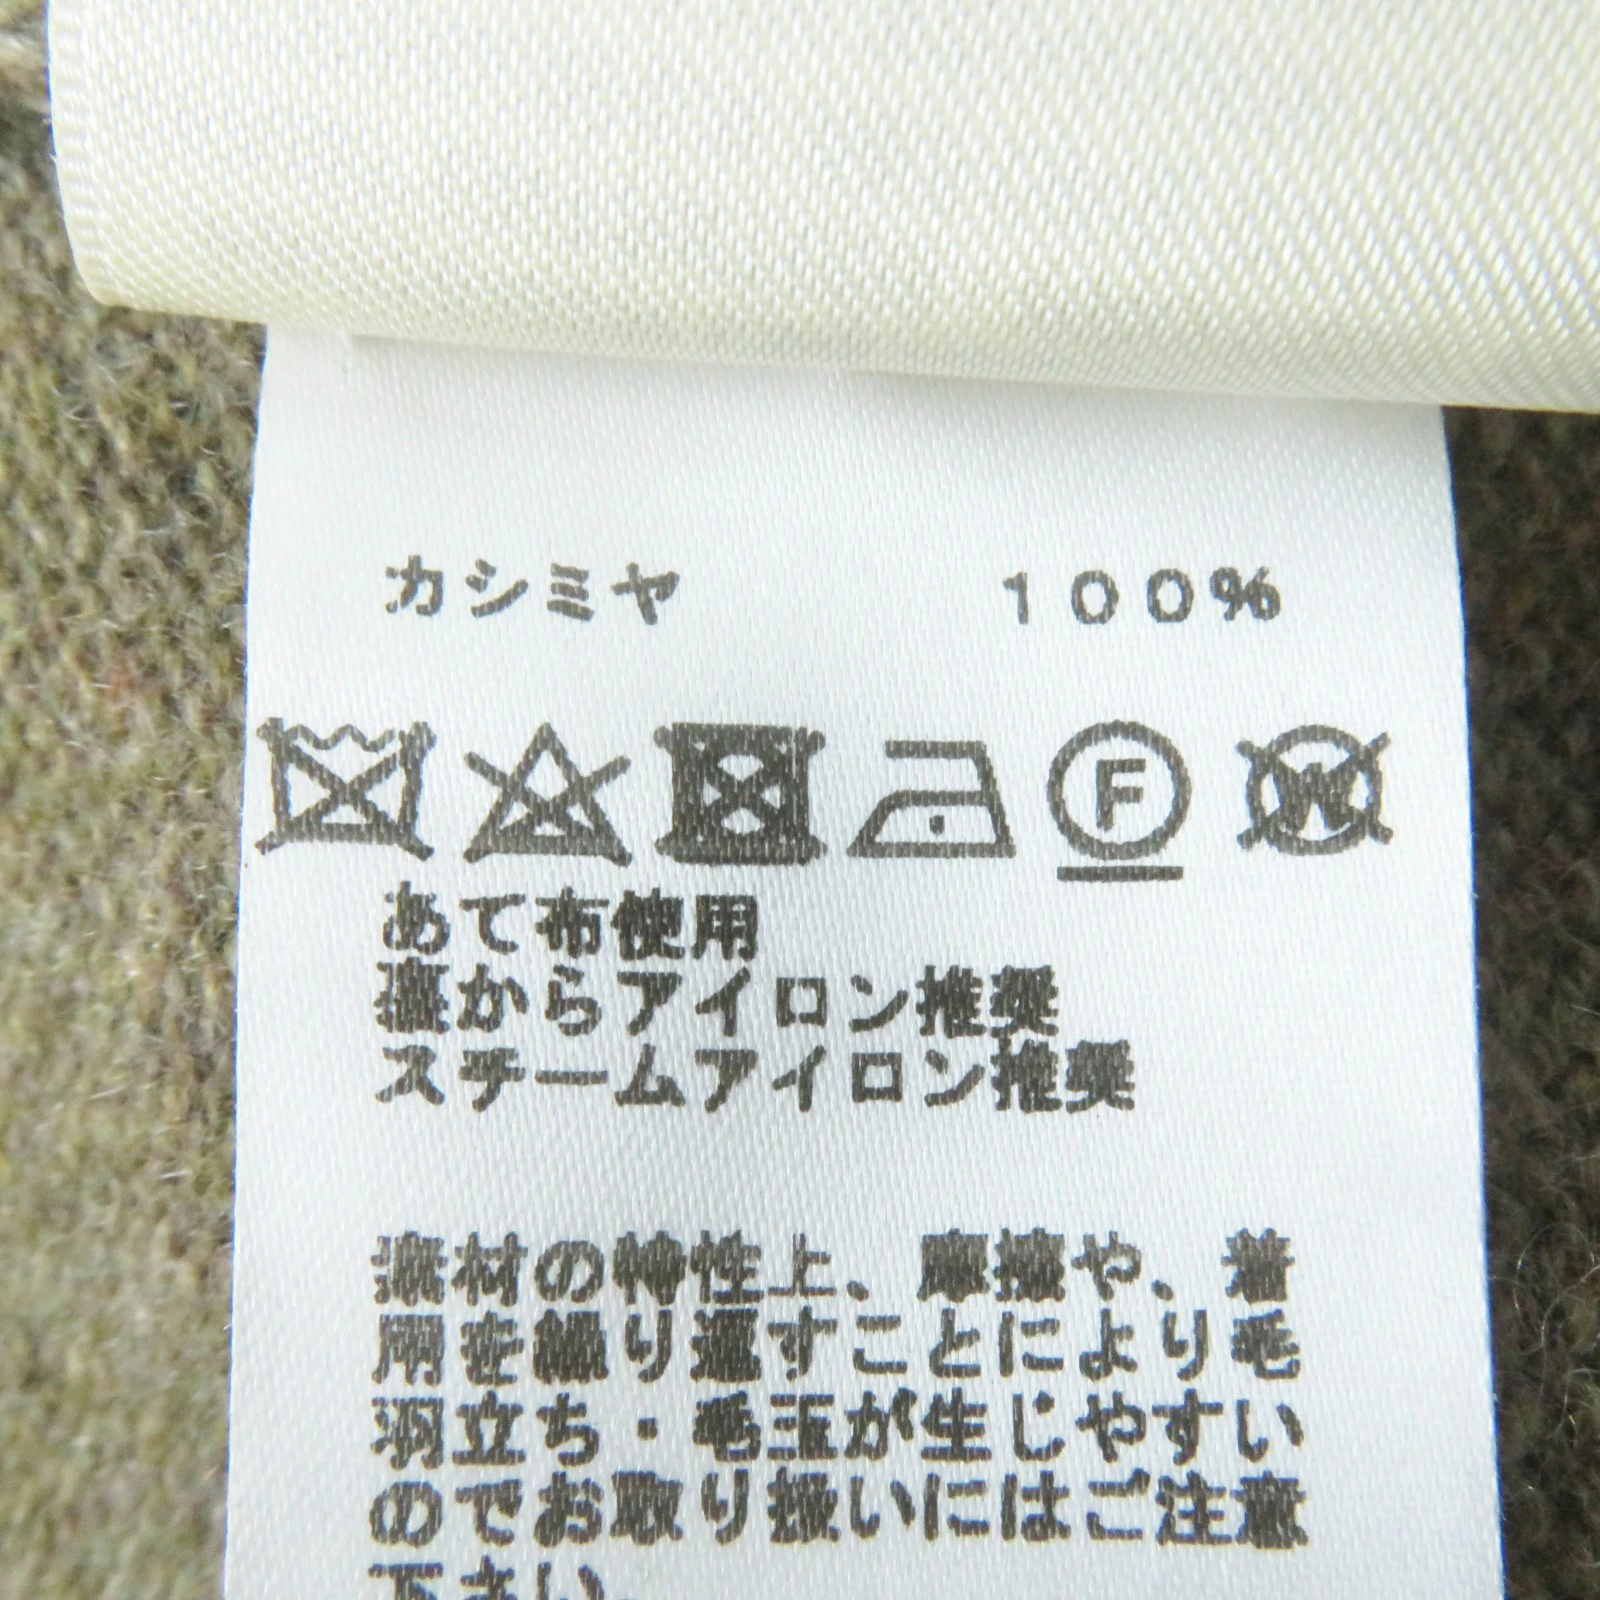 カシミヤ 100%
F W
あて布使用
裏からアイロン推奨
スチームアイロン推奨
素材の特性上、摩擦や、着
用を繰り返すことにより毛
羽立ち・毛玉が生じやすい
のでお取り扱いにはご注意
下さい。